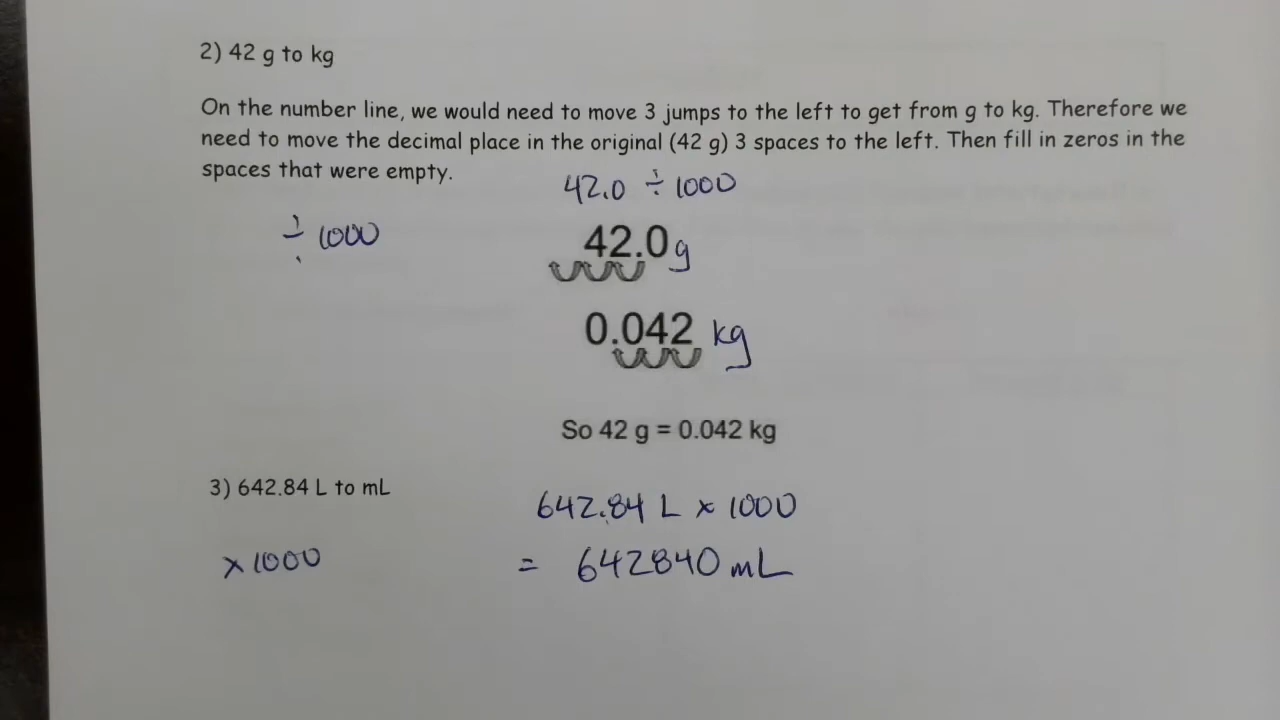 2) 42 g to kg
On the number line, we would need to move 3 jumps to the left to get from g to kg. Therefore we
need to move the decimal place in the original (42 g) 3 spaces to the left. Then fill in zeros in the
spaces that were empty.
42.0 ÷ 1000
÷ 1000
42.0 g
0.042 kg
So 42 g = 0.042 kg
3) 642.84 L to mL
642.84 L x 1000
x 1000
= 642840 mL